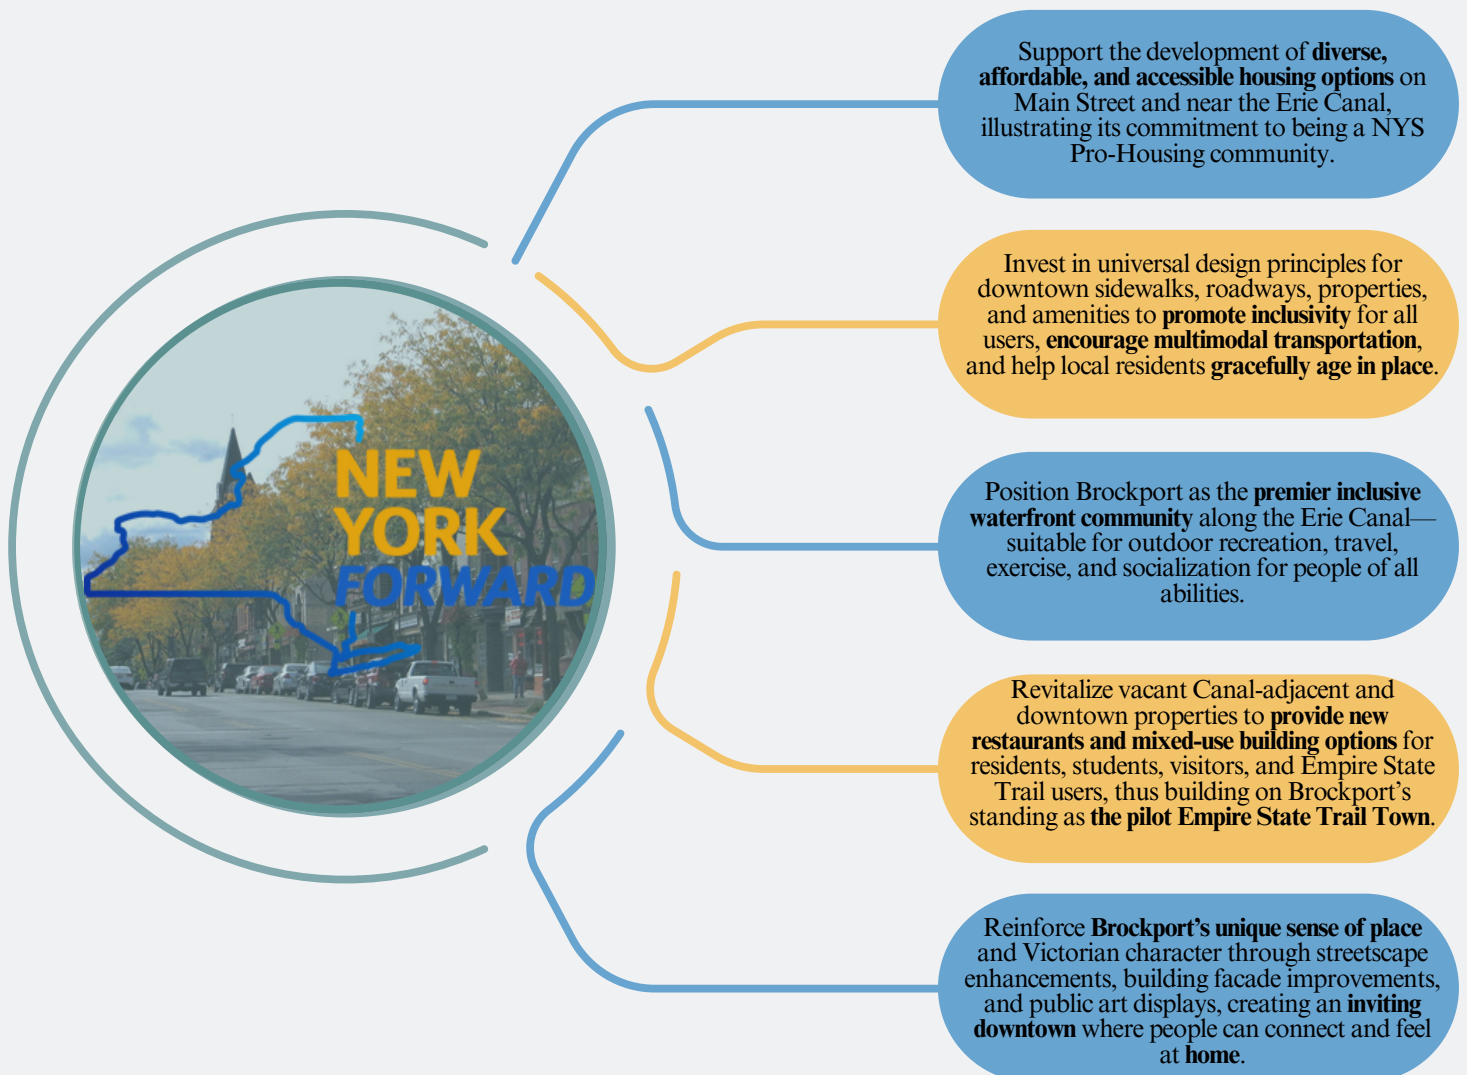 Support the development of diverse,
affordable, and accessible housing options on
Main Street and near the Erie Canal,
illustrating its commitment to being a NYS
Pro-Housing community.
Invest in universal design principles for
downtown sidewalks, roadways, properties,
and amenities to promote inclusivity for all
users, encourage multimodal transportation,
and help local residents gracefully age in place.
NEW
YORK
FORWARD
Position Brockport as the premier inclusive
waterfront community along the Erie Canal—
suitable for outdoor recreation, travel,
exercise, and socialization for people of all
abilities.
Revitalize vacant Canal-adjacent and
downtown properties to provide new
restaurants and mixed-use building options for
residents, students, visitors, and Empire State
Trail users, thus building on Brockport’s
standing as the pilot Empire State Trail Town.
Reinforce Brockport’s unique sense of place
and Victorian character through streetscape
enhancements, building facade improvements,
and public art displays, creating an inviting
downtown where people can connect and feel
at home.